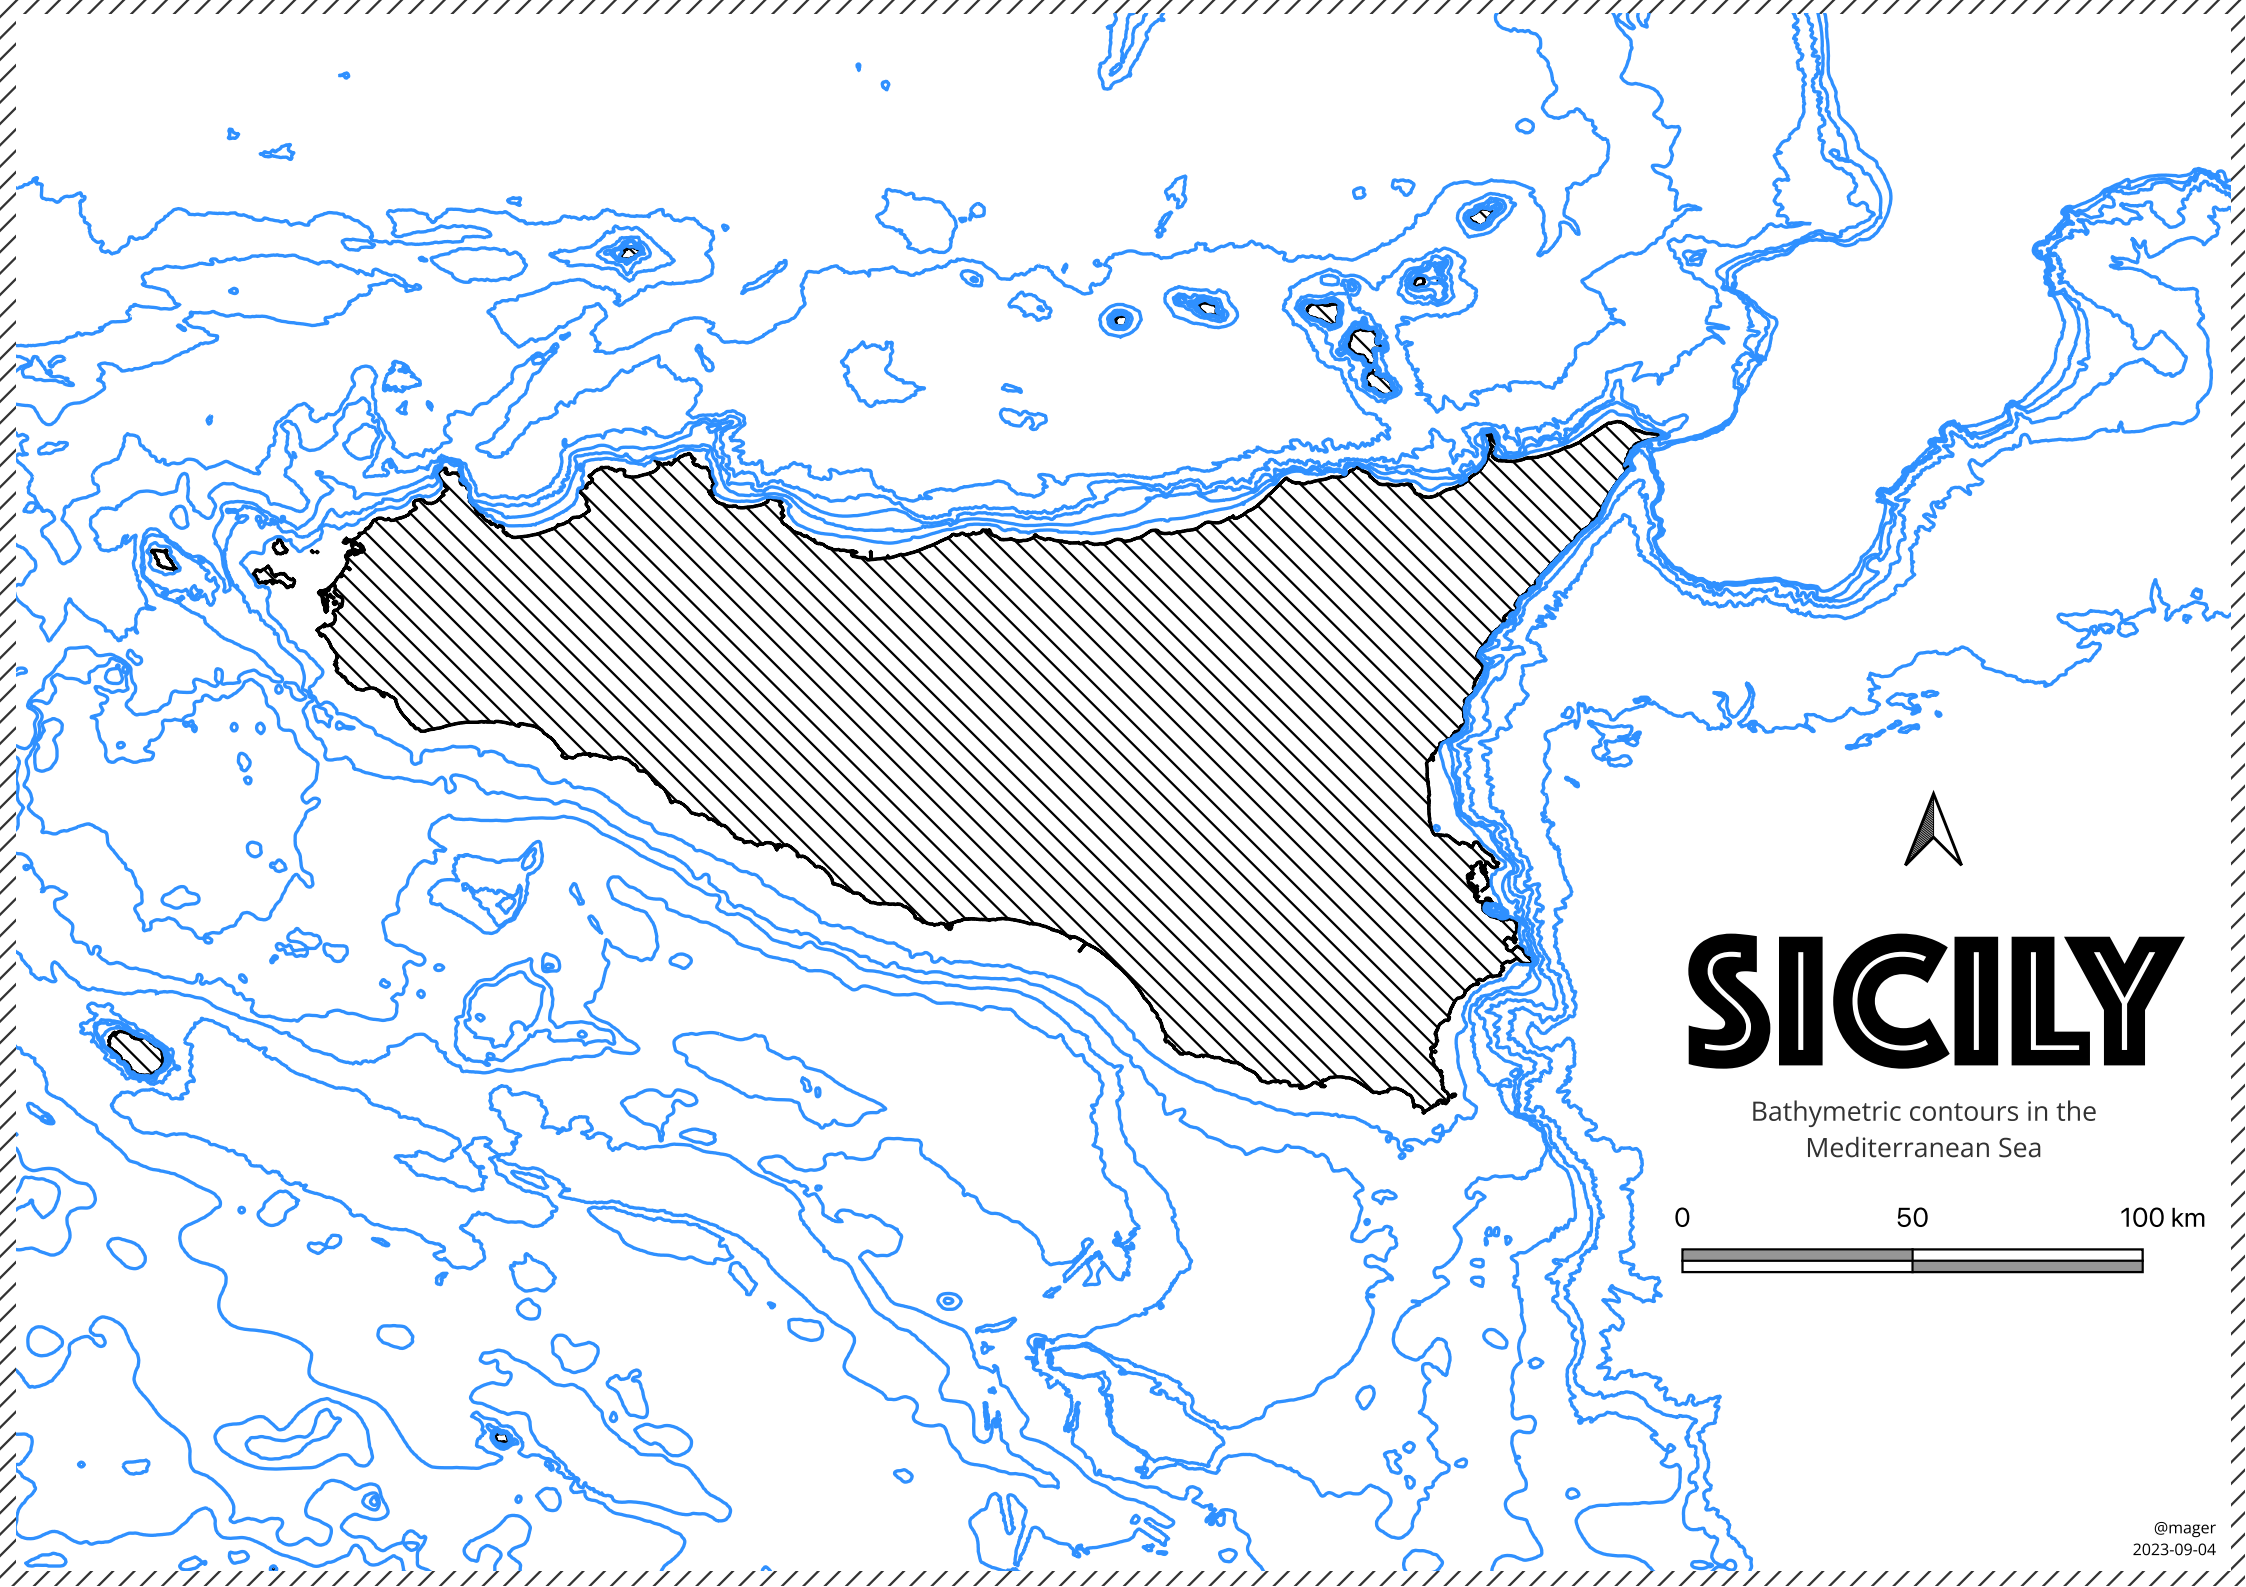 SICILY
Bathymetric contours in the
Mediterranean Sea
0 50 100 km
@mager
2023-09-04